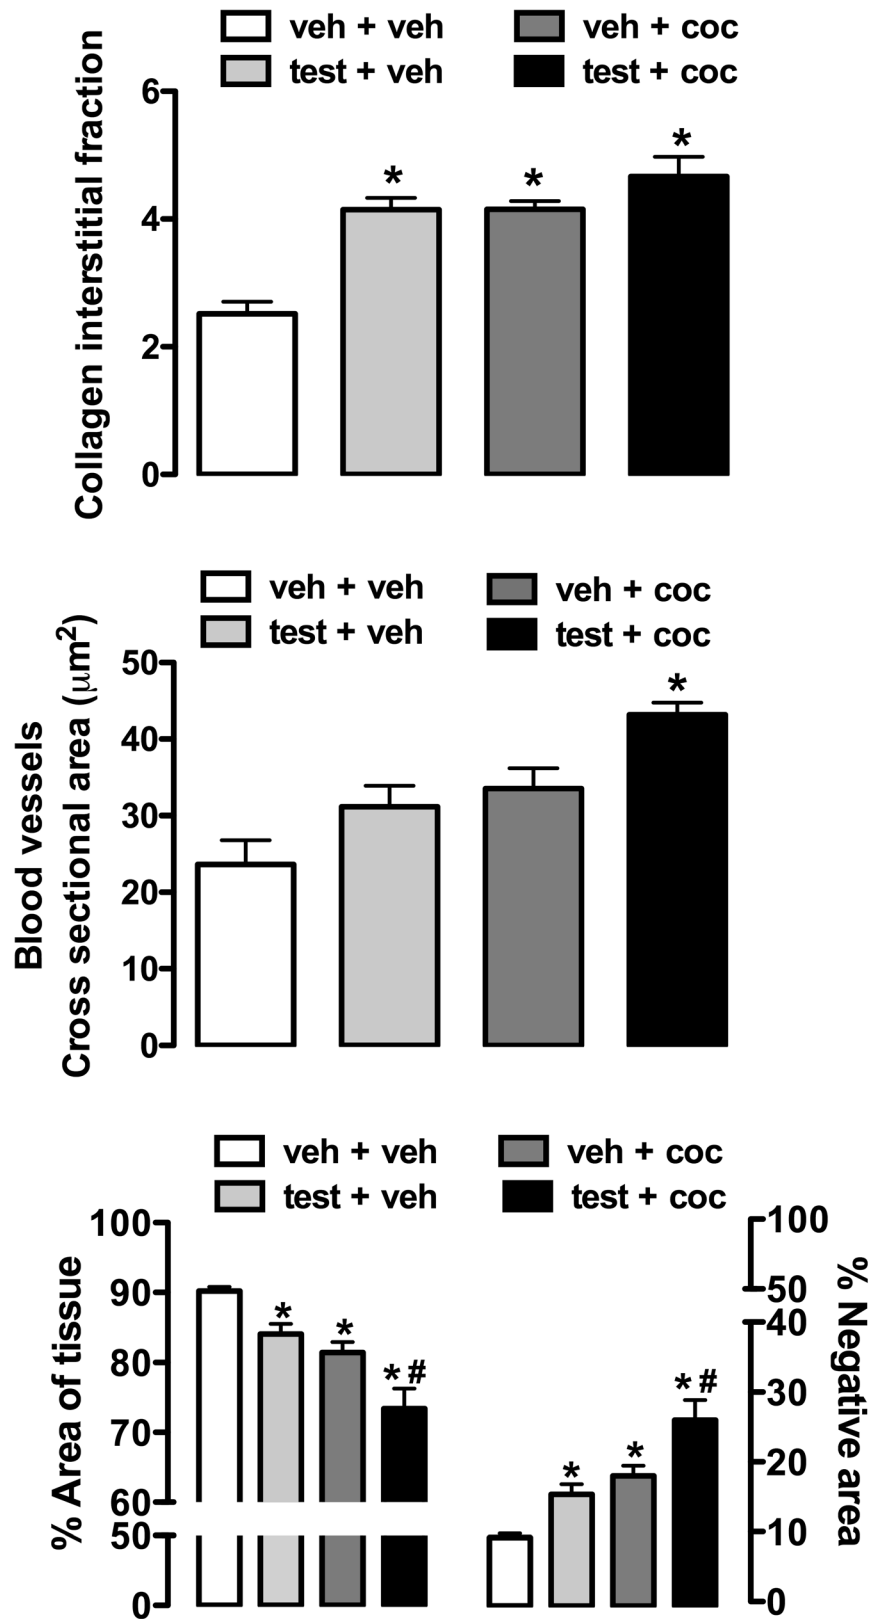 veh + veh
veh + coc
test + veh
test + coc
Collagen interstitial fraction
6
4
2
0
*
*
*
veh + veh
veh + coc
test + veh
test + coc
Blood vessels
Cross sectional area (μm²)
50
40
30
20
10
0
*
veh + veh
veh + coc
test + veh
test + coc
% Area of tissue
100
90
80
70
60
50
0
*
*
* #
*
*
* #
100
50
40
30
20
10
0
% Negative area